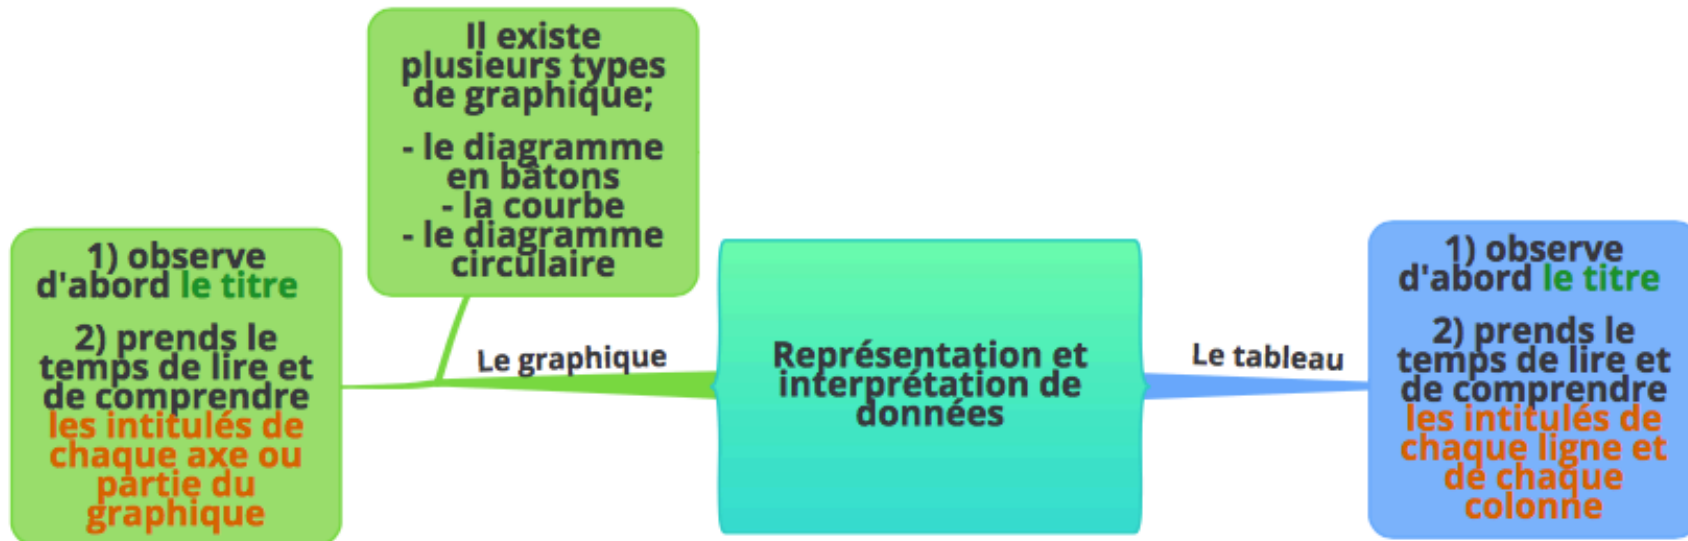 Il existe
plusieurs types
de graphique;
- le diagramme
en bâtons
- la courbe
- le diagramme
circulaire
1) observe
d'abord le titre
2) prends le
temps de lire et
de comprendre
les intitulés de
chaque axe ou
partie du
graphique
Le graphique
Représentation et
interprétation de
données
Le tableau
1) observe
d'abord le titre
2) prends le
temps de lire et
de comprendre
les intitulés de
chaque ligne et
de chaque
colonne